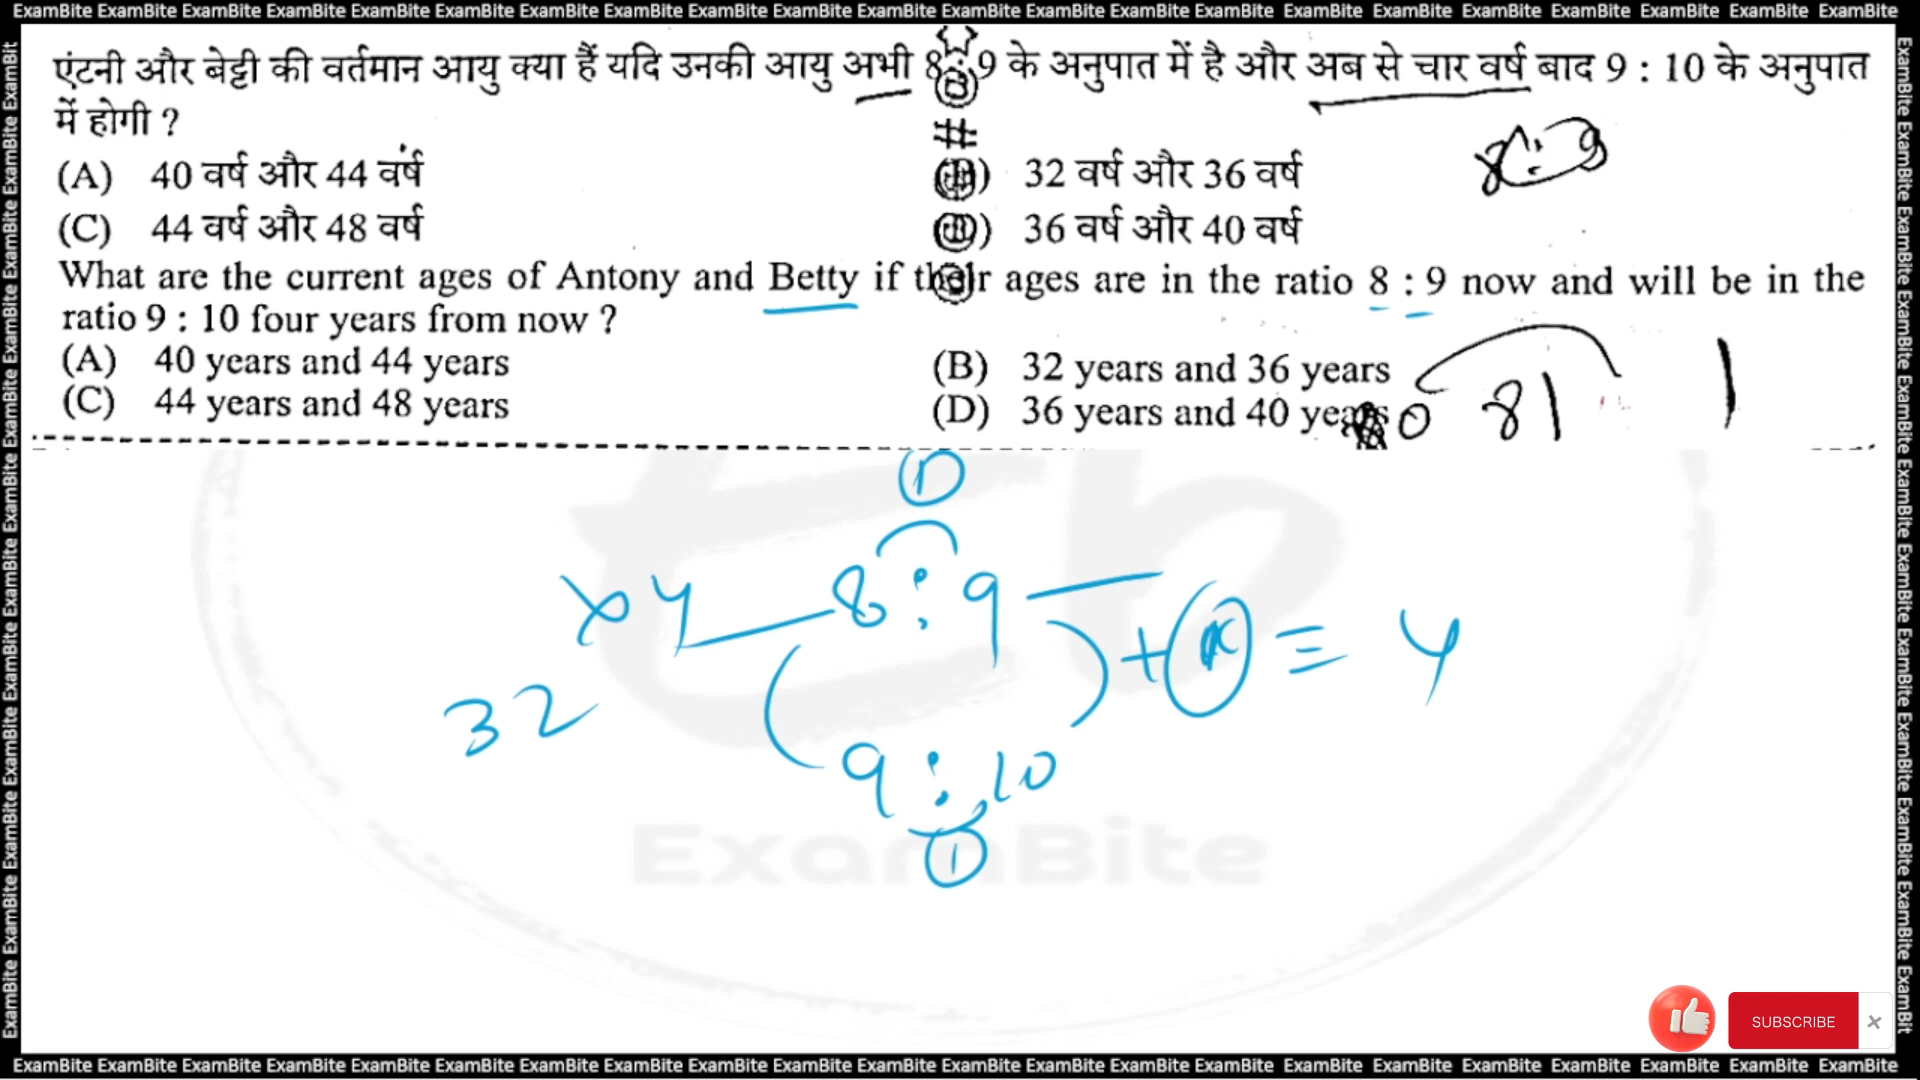 ExamBite ExamBite ExamBite ExamBite ExamBite ExamBite ExamBite ExamBite ExamBite ExamBite ExamBite ExamBite ExamBite ExamBite ExamBite ExamBite ExamBite ExamBite ExamBite ExamBite ExamBite
एंटनी और बेट्टी की वर्तमान आयु क्या हैं यदि उनकी आयु अभी 8 : 9 के अनुपात में है और अब से चार वर्ष बाद 9 : 10 के अनुपात
में होगी ?
8 : 9
(A) 40 वर्ष और 44 वर्ष
(B) 32 वर्ष और 36 वर्ष
(C) 44 वर्ष और 48 वर्ष
(D) 36 वर्ष और 40 वर्ष
What are the current ages of Antony and Betty if their ages are in the ratio 8 : 9 now and will be in the
ratio 9 : 10 four years from now ?
(A) 40 years and 44 years
(B) 32 years and 36 years
(C) 44 years and 48 years
(D) 36 years and 40 years
80 81 1
1
x4 8 : 9
+ = 4
32
9 : 10
1
ExamBite
SUBSCRIBE
ExamBite ExamBite ExamBite ExamBite ExamBite ExamBite ExamBite ExamBite ExamBite ExamBite ExamBite ExamBite ExamBite ExamBite ExamBite ExamBite ExamBite ExamBite ExamBite ExamBite ExamBite